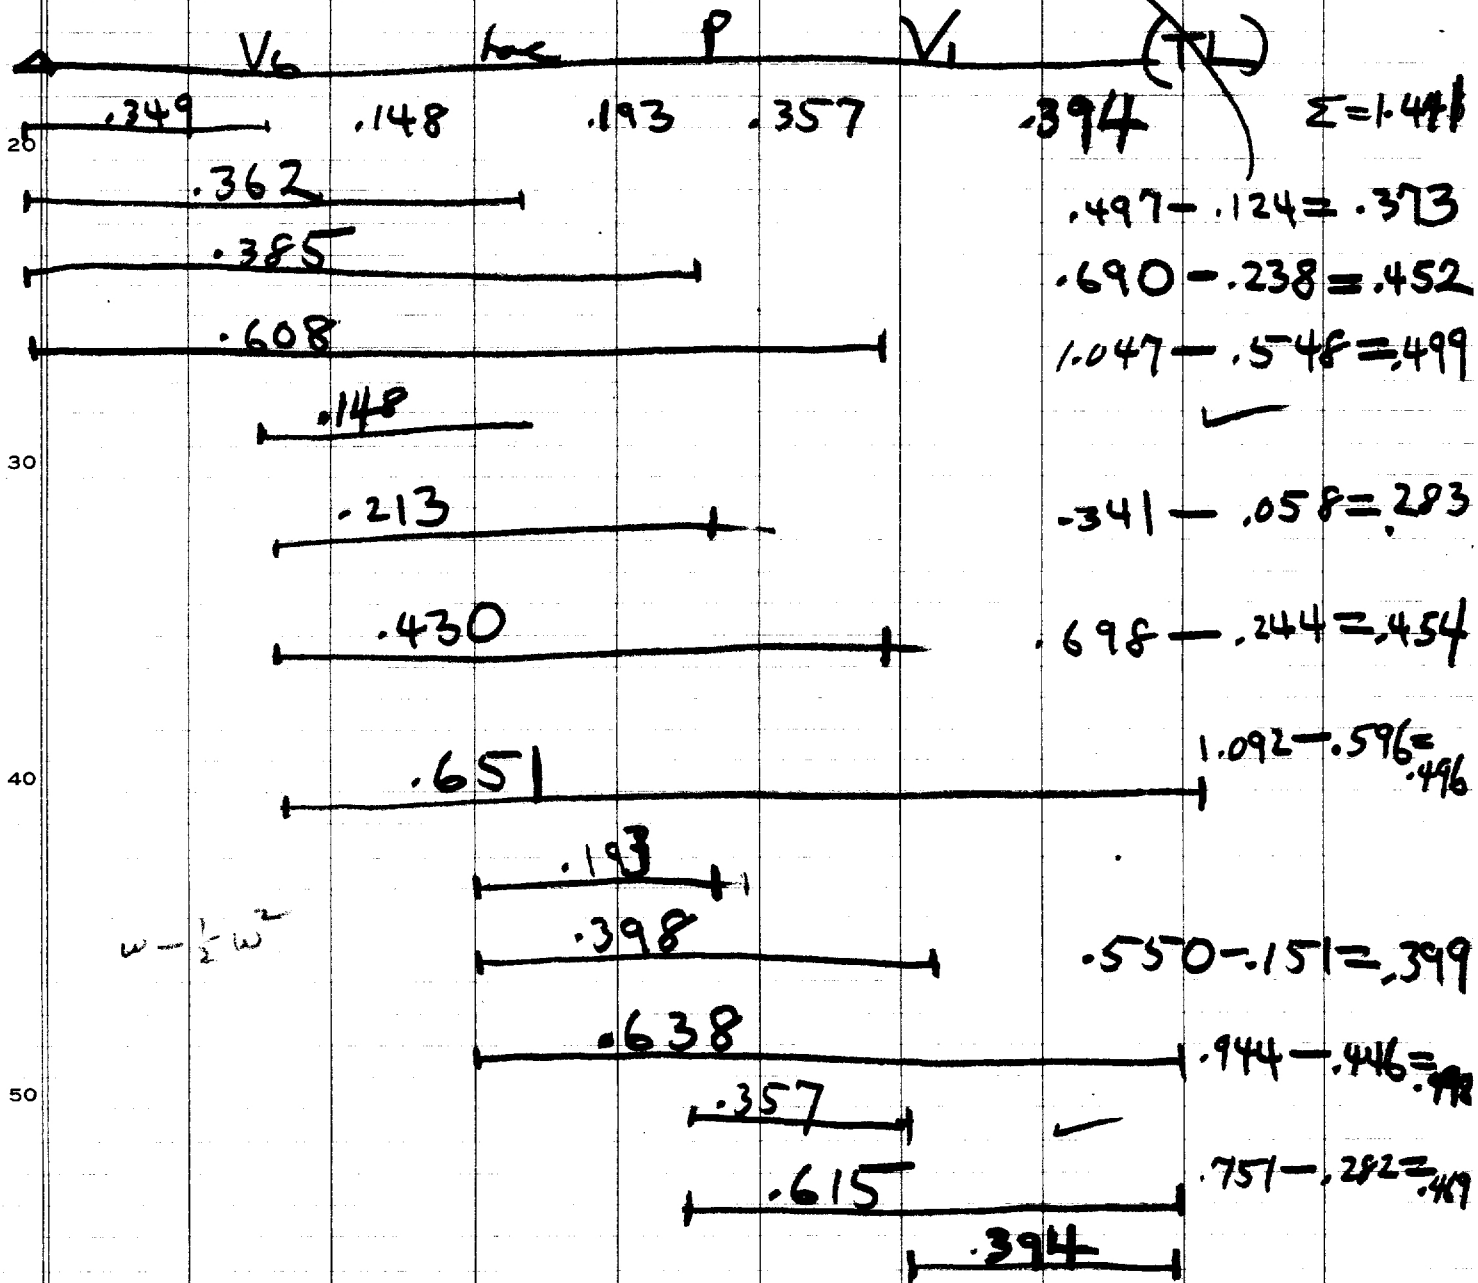 V6 P V1 (T1)
.349 .148 .193 .357 .394 Σ=1.441
20
.362 .497 - .124 = .373
.385 .690 - .238 = .452
.608 1.047 - .548 = .499
.148 ✓
30
.213 .341 - .058 = .283
.430 .698 - .244 = .454
1.092 - .596 =
.496
40 .651
.193
w - ½ w²
.398 .550 - .151 = .399
.638 .944 - .446 =
50
.357 ✓
.615 .751 - .282 = .469
.394